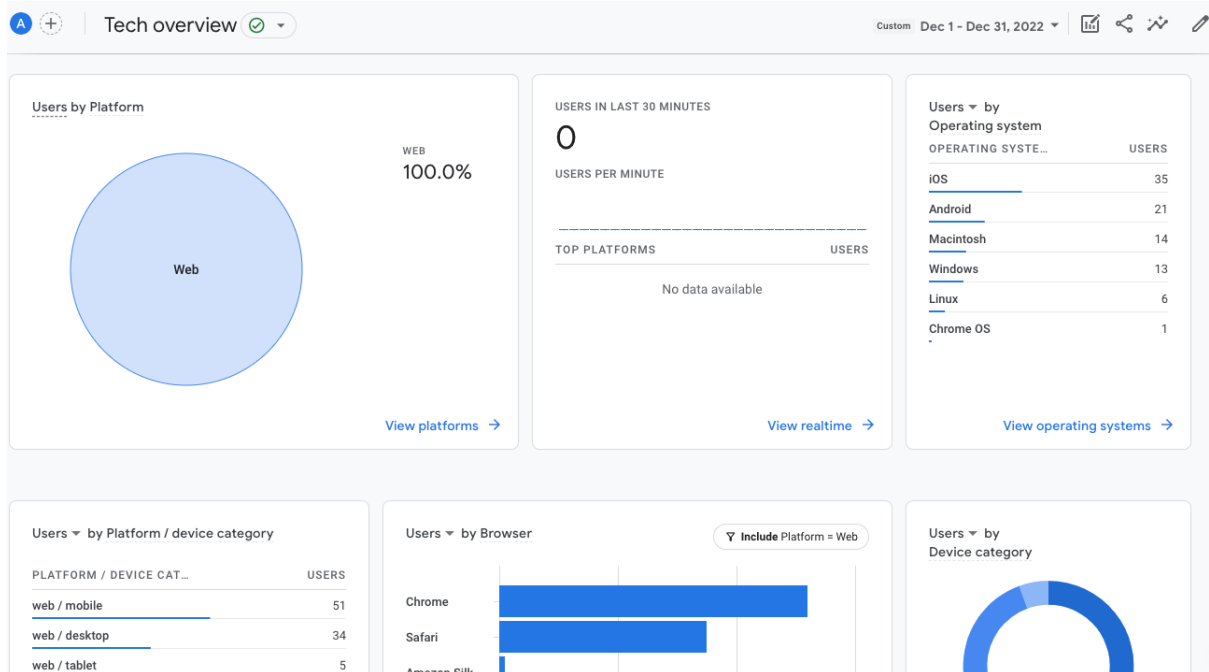 A
Tech overview
Custom Dec 1 - Dec 31, 2022
Users by Platform
WEB
100.0%
Web
View platforms
USERS IN LAST 30 MINUTES
0
USERS PER MINUTE
TOP PLATFORMS USERS
No data available
View realtime
Users by
Operating system
OPERATING SYSTE... USERS
iOS 35
Android 21
Macintosh 14
Windows 13
Linux 6
Chrome OS 1
View operating systems
Users by Platform / device category
PLATFORM / DEVICE CAT... USERS
web / mobile 51
web / desktop 34
web / tablet 5
Users by Browser
Include Platform = Web
Chrome
Safari
Amazon Silk
Users by
Device category